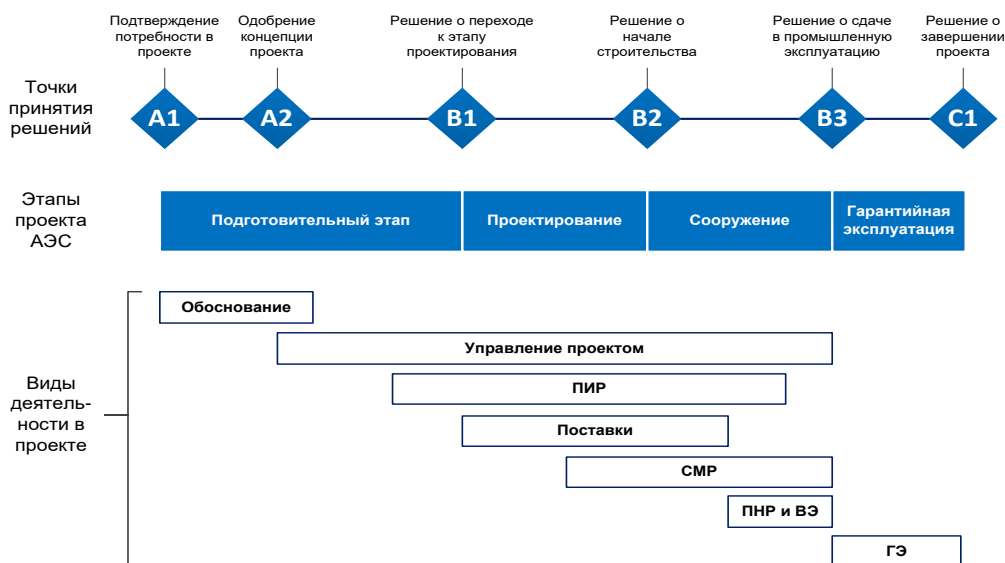 Подтверждение
потребности в
проекте
Одобрение
концепции
проекта
Решение о переходе
к этапу
проектирования
Решение о
начале
строительства
Решение о сдаче
в промышленную
эксплуатацию
Решение о
завершении
проекта
Точки
принятия
решений
A1
A2
B1
B2
B3
C1
Этапы
проекта
АЭС
Подготовительный этап
Проектирование
Сооружение
Гарантийная
эксплуатация
Виды
деятель-
ности в
проекте
Обоснование
Управление проектом
ПИР
Поставки
СМР
ПНР и ВЭ
ГЭ